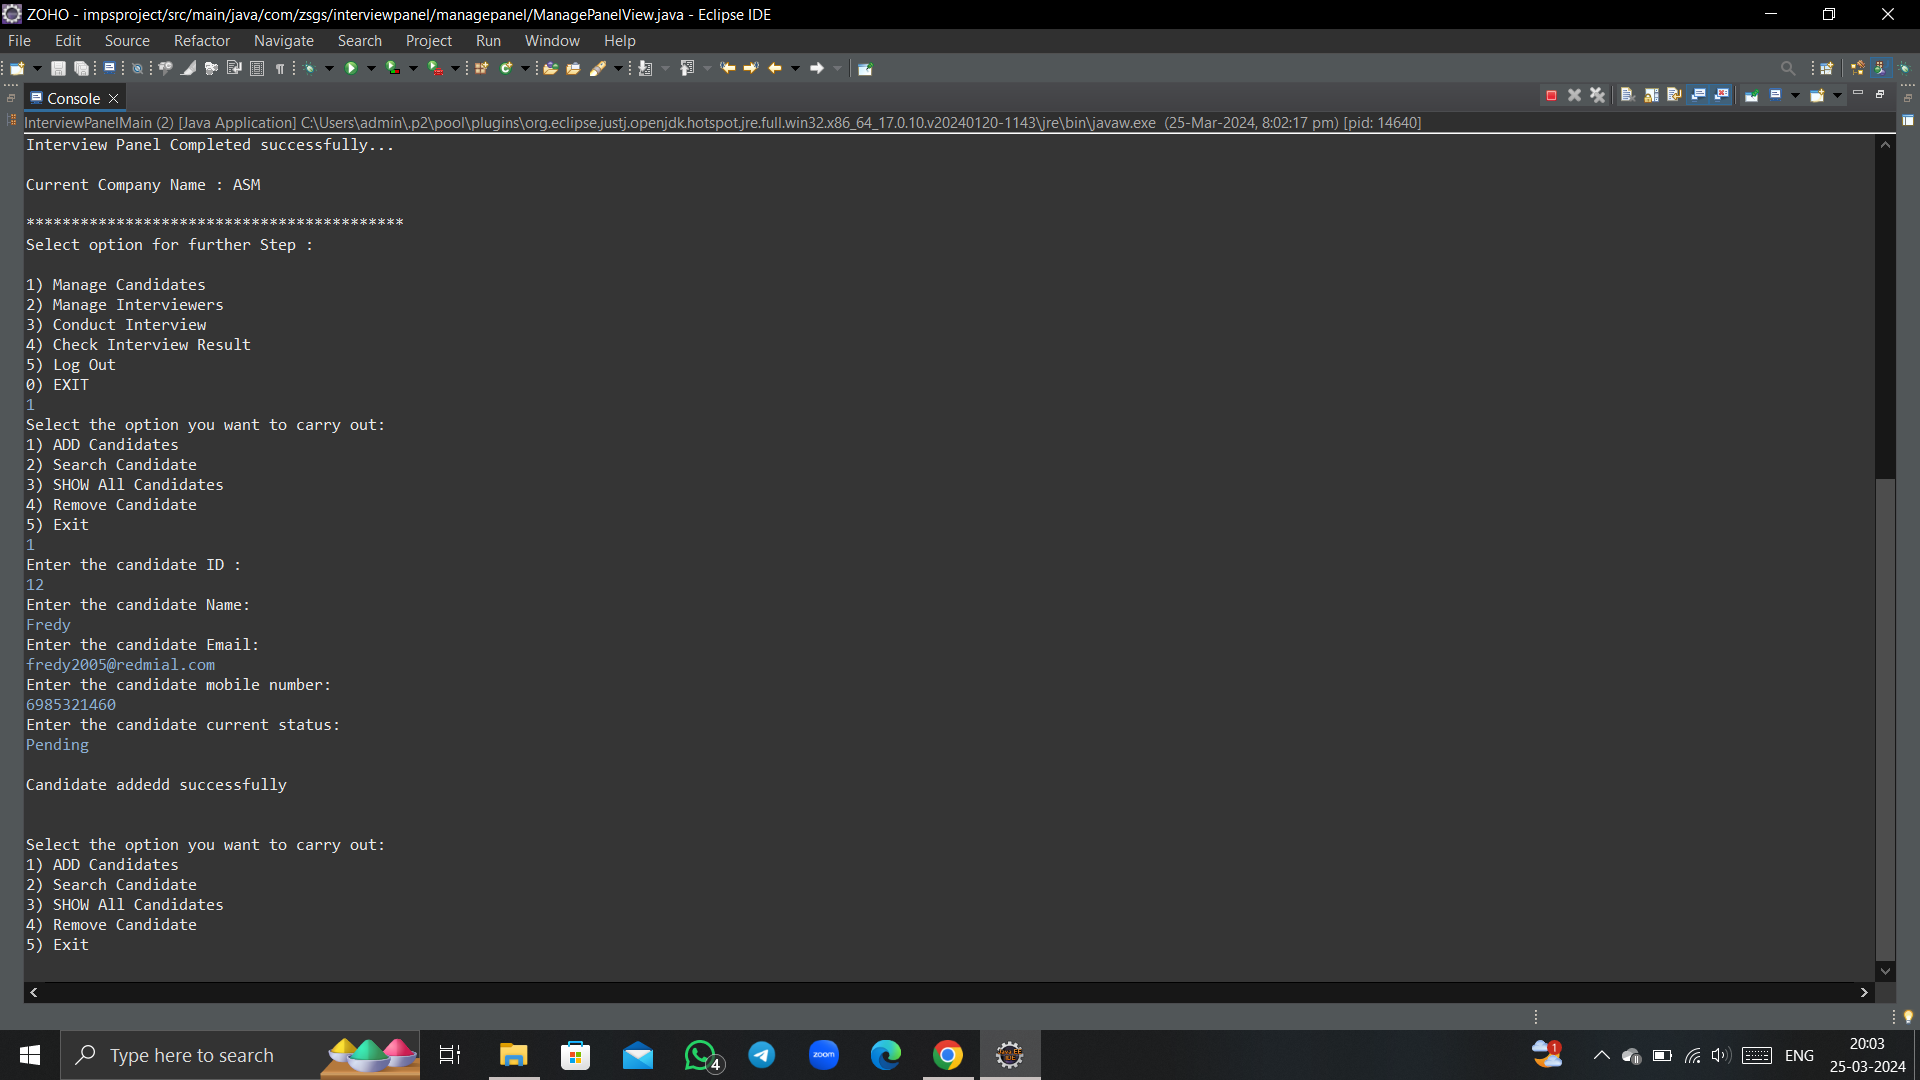 ZOHO - impsproject/src/main/java/com/zsgs/interviewpanel/managepanel/ManagePanelView.java - Eclipse IDE
File Edit Source Refactor Navigate Search Project Run Window Help
Console
InterviewPanelMain (2) [Java Application] C:\Users\admin\.p2\pool\plugins\org.eclipse.justj.openjdk.hotspot.jre.full.win32.x86_64_17.0.10.v20240120-1143\jre\bin\javaw.exe (25-Mar-2024, 8:02:17 pm) [pid: 14640]
Interview Panel Completed successfully...
Current Company Name : ASM
******************************************
Select option for further Step :
1) Manage Candidates
2) Manage Interviewers
3) Conduct Interview
4) Check Interview Result
5) Log Out
0) EXIT
1
Select the option you want to carry out:
1) ADD Candidates
2) Search Candidate
3) SHOW All Candidates
4) Remove Candidate
5) Exit
1
Enter the candidate ID :
12
Enter the candidate Name:
Fredy
Enter the candidate Email:
fredy2005@redmial.com
Enter the candidate mobile number:
6985321460
Enter the candidate current status:
Pending
Candidate addedd successfully
Select the option you want to carry out:
1) ADD Candidates
2) Search Candidate
3) SHOW All Candidates
4) Remove Candidate
5) Exit
Type here to search
4
zoom
1
ENG
20:03
25-03-2024